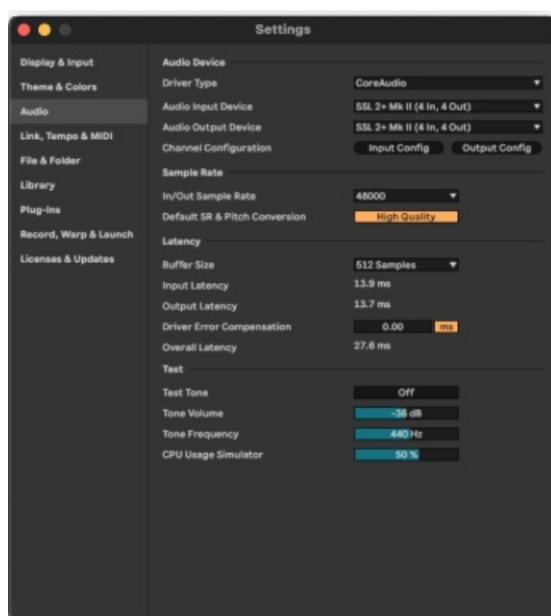 Settings
Display & Input
Theme & Colors
Audio
Link, Tempo & MIDI
File & Folder
Library
Plug-Ins
Record, Warp & Launch
Licenses & Updates
Audio Device
Driver Type CoreAudio
Audio Input Device SSL 2+ Mk II (4 In, 4 Out)
Audio Output Device SSL 2+ Mk II (4 In, 4 Out)
Channel Configuration Input Config Output Config
Sample Rate
In/Out Sample Rate 48000
Default SR & Pitch Conversion High Quality
Latency
Buffer Size 512 Samples
Input Latency 13.9 ms
Output Latency 13.7 ms
Driver Error Compensation 0.00 ms
Overall Latency 27.6 ms
Test
Test Tone Off
Tone Volume -36 dB
Tone Frequency 440 Hz
CPU Usage Simulator 50 %